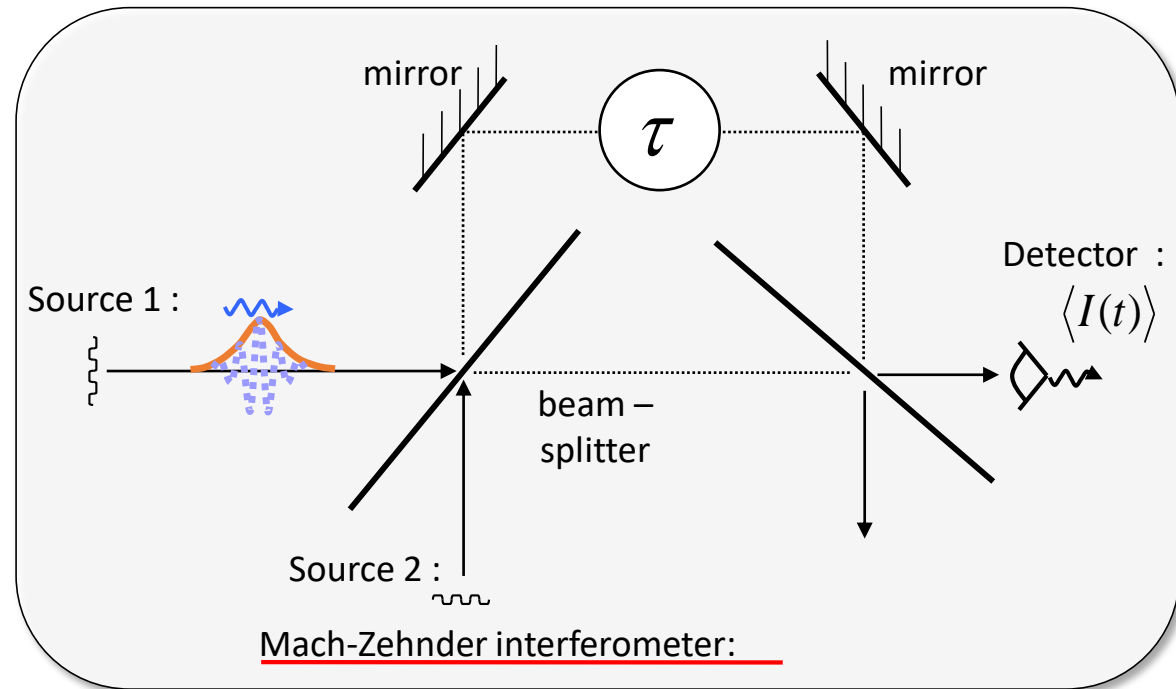 mirror
mirror
τ
Detector :
⟨I(t)⟩
Source 1 :
beam –
splitter
Source 2 :
Mach-Zehnder interferometer: